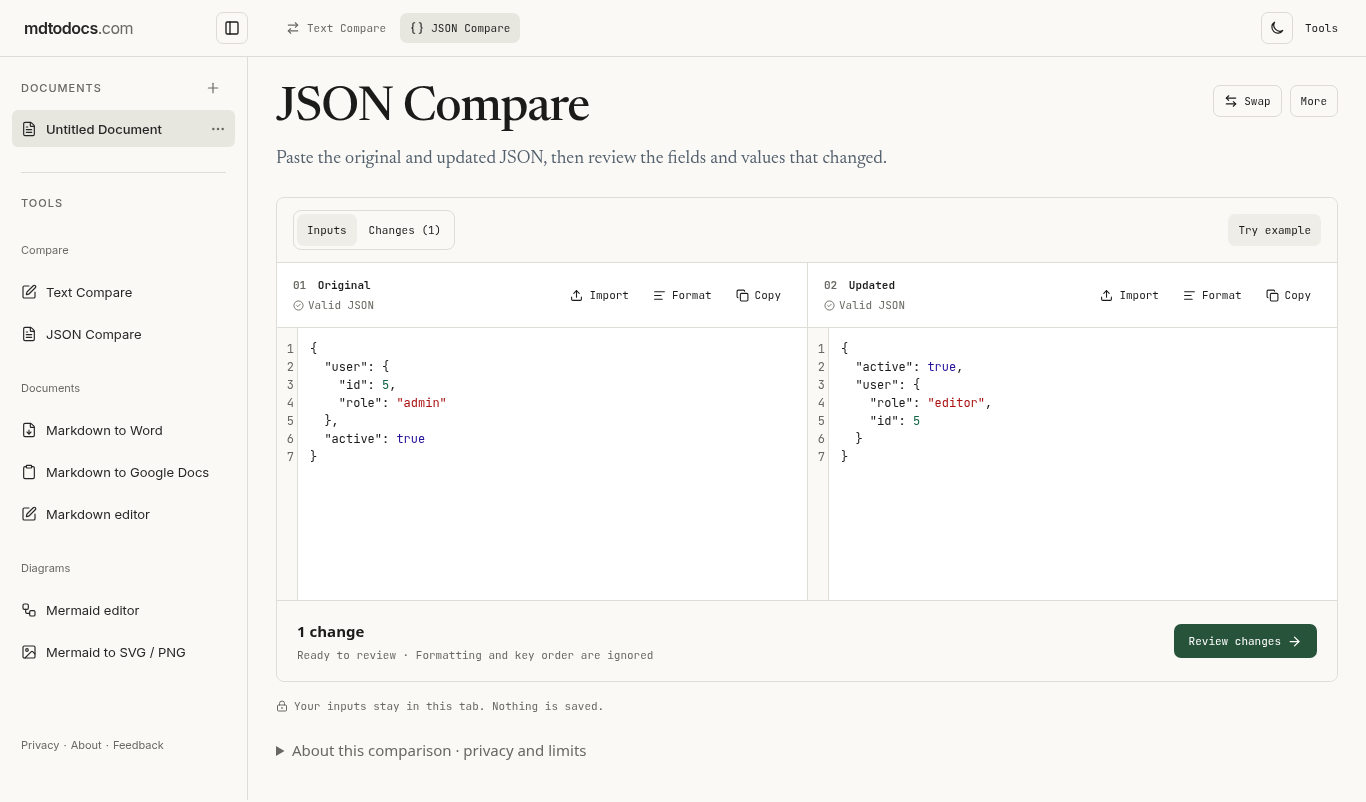 mdtodocs.com
Text Compare
{} JSON Compare
Tools
DOCUMENTS
Untitled Document
TOOLS
Compare
Text Compare
JSON Compare
Documents
Markdown to Word
Markdown to Google Docs
Markdown editor
Diagrams
Mermaid editor
Mermaid to SVG / PNG
Privacy · About · Feedback
JSON Compare
Swap
More
Paste the original and updated JSON, then review the fields and values that changed.
Inputs
Changes (1)
Try example
01 Original
Valid JSON
Import
Format
Copy
1 {
2   "user": {
3     "id": 5,
4     "role": "admin"
5   },
6   "active": true
7 }
02 Updated
Valid JSON
Import
Format
Copy
1 {
2   "active": true,
3   "user": {
4     "role": "editor",
5     "id": 5
6   }
7 }
1 change
Ready to review · Formatting and key order are ignored
Review changes
Your inputs stay in this tab. Nothing is saved.
About this comparison · privacy and limits